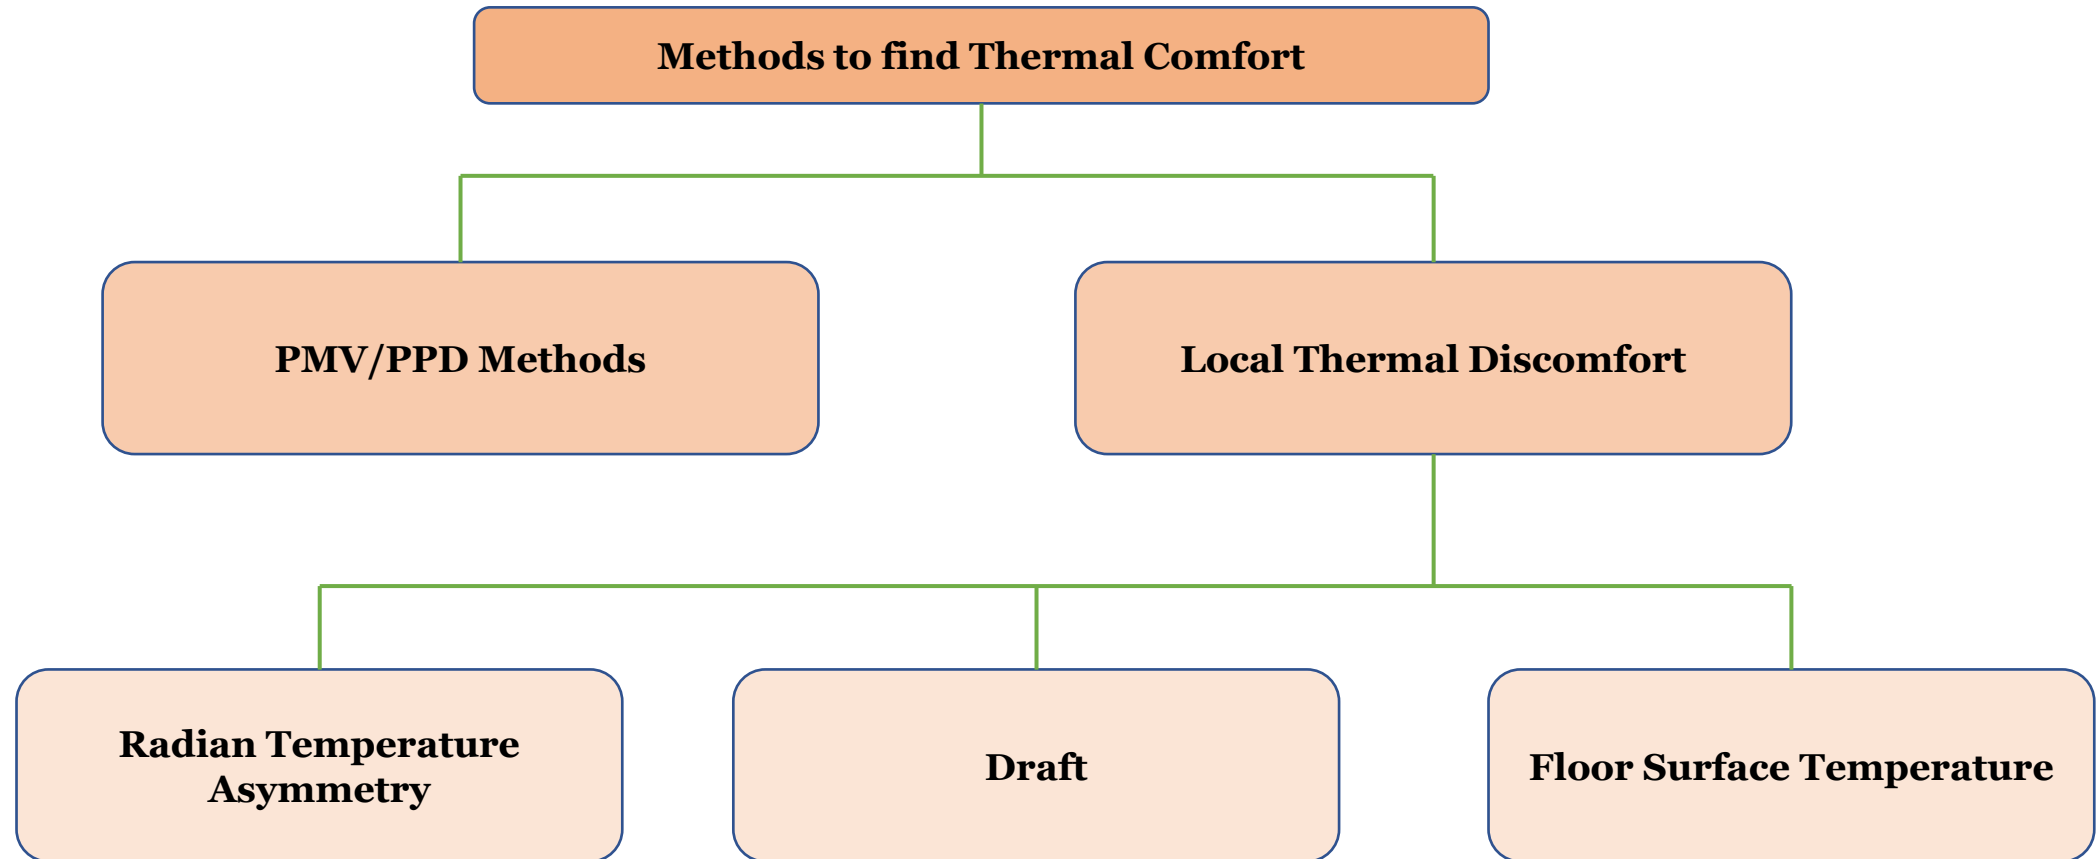 Methods to find Thermal Comfort
PMV/PPD Methods
Local Thermal Discomfort
Radian Temperature
Asymmetry
Draft
Floor Surface Temperature